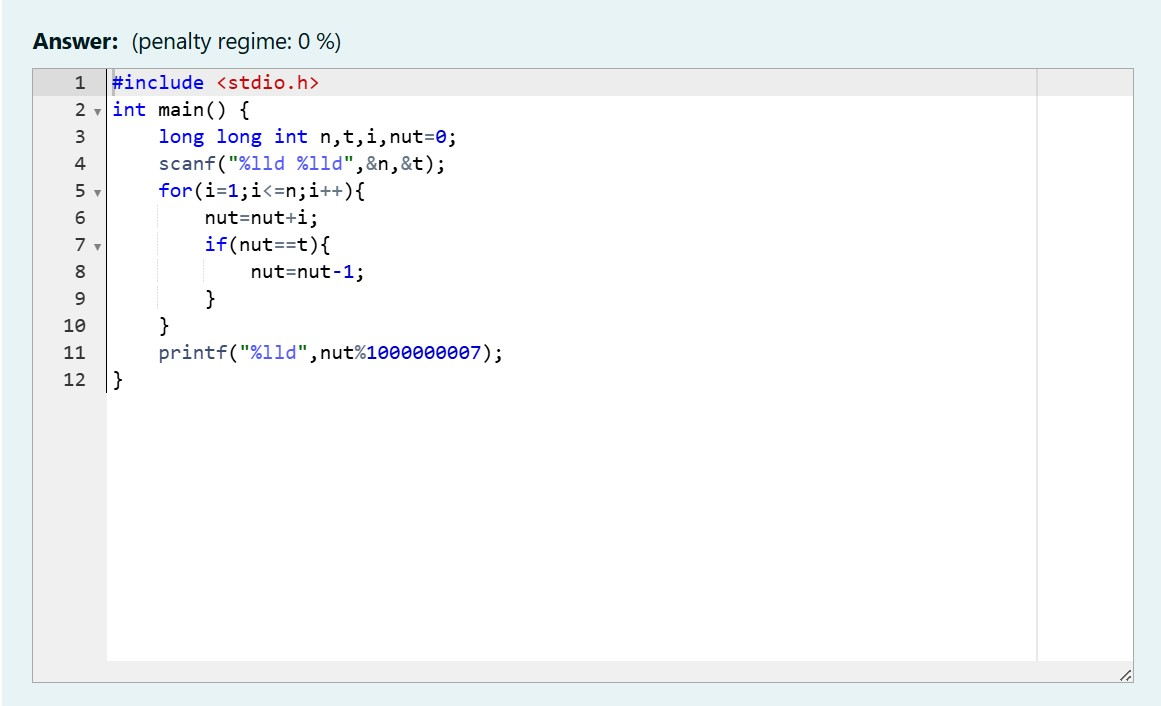 Answer: (penalty regime: 0 %)
1 #include <stdio.h>
2 int main() {
3 long long int n,t,i,nut=0;
4 scanf("%lld %lld",&n,&t);
5 for(i=1;i<=n;i++){
6 nut=nut+i;
7 if(nut==t){
8 nut=nut-1;
9 }
10 }
11 printf("%lld",nut%1000000007);
12 }